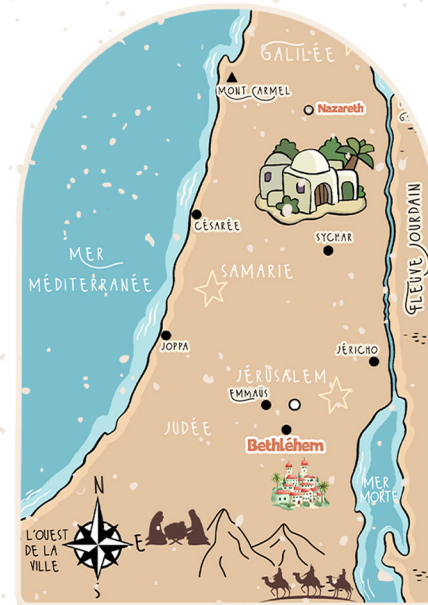 GALILÉE
MONT CARMEL
Nazareth
CÉSARÉE
SYCHAR
FLEUVE JOURDAIN
MER
MÉDITERRANÉE
SAMARIE
JOPPA
JÉRICHO
JÉRUSALEM
EMMAÜS
JUDÉE
Bethléhem
MER
MORTE
N
L'OUEST
DE LA
VILLE
E
S